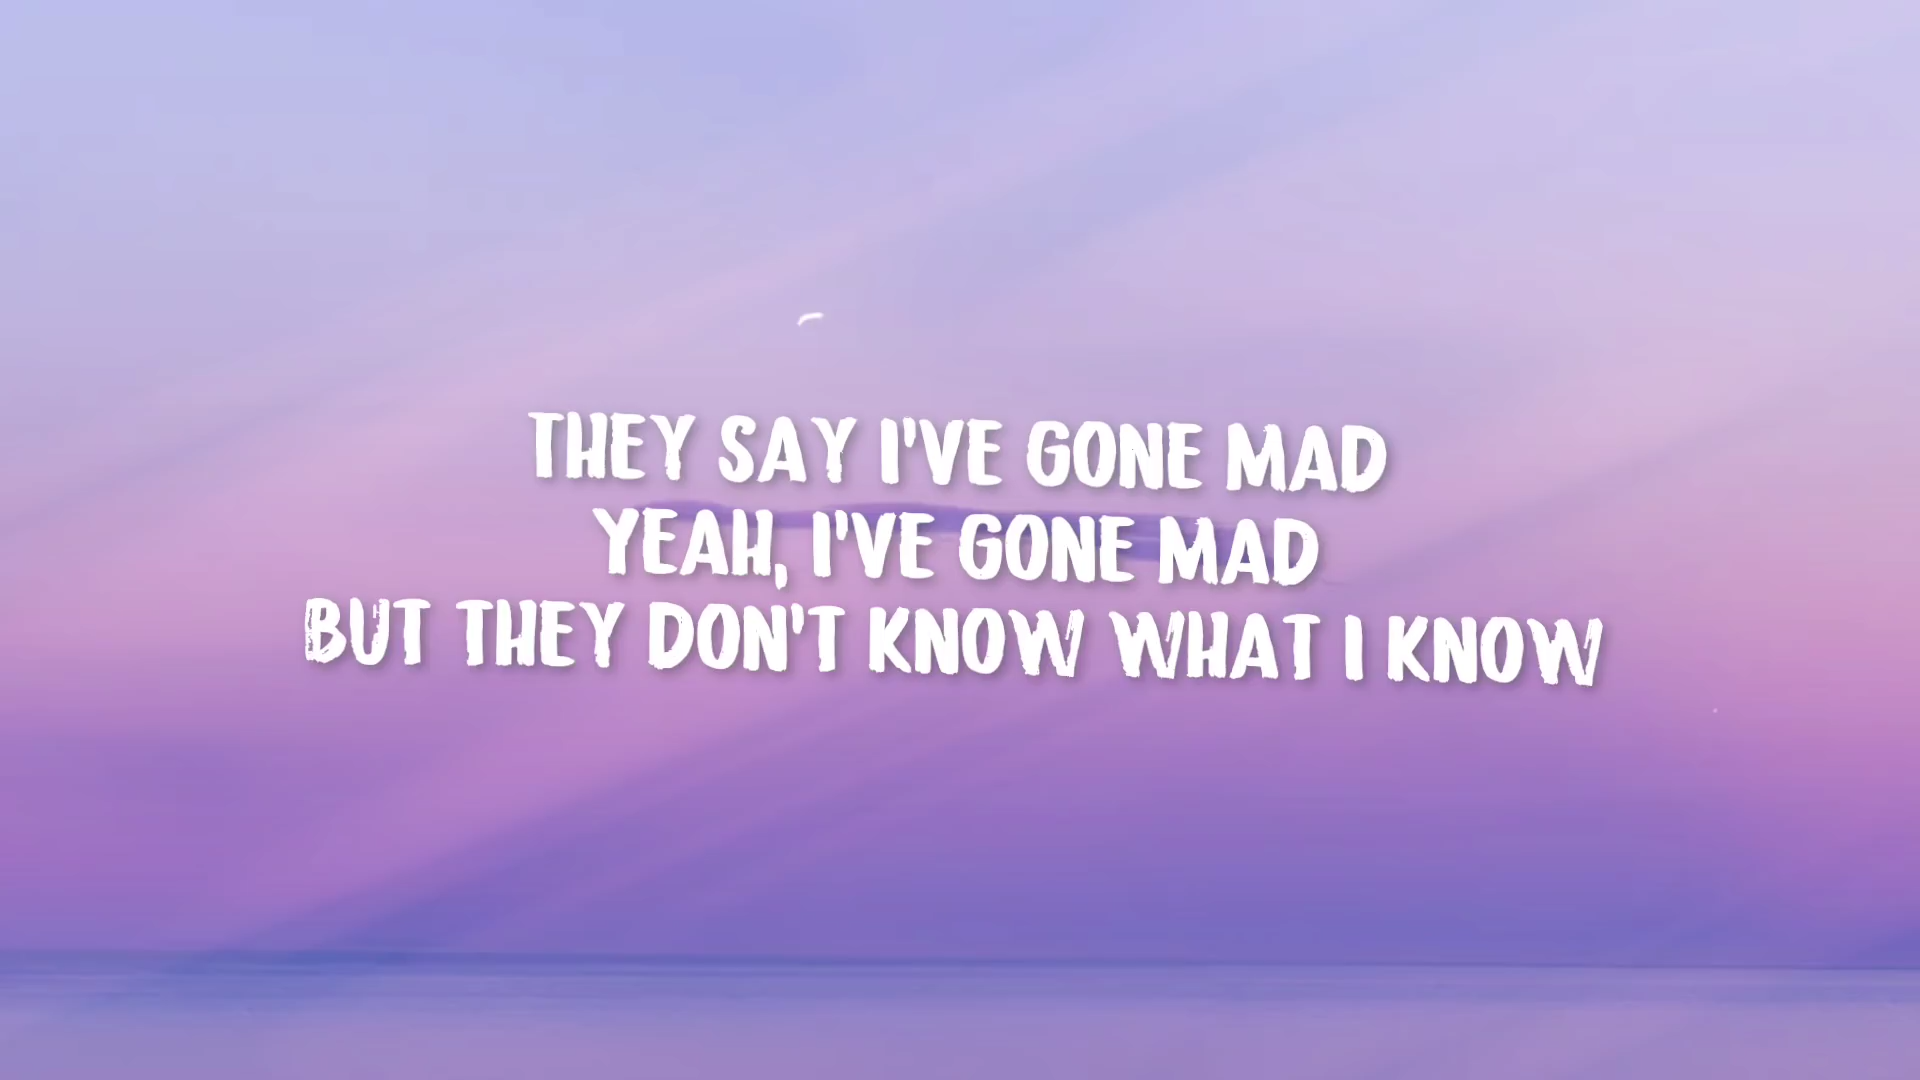 THEY SAY I'VE GONE MAD
YEAH, I'VE GONE MAD
BUT THEY DON'T KNOW WHAT I KNOW